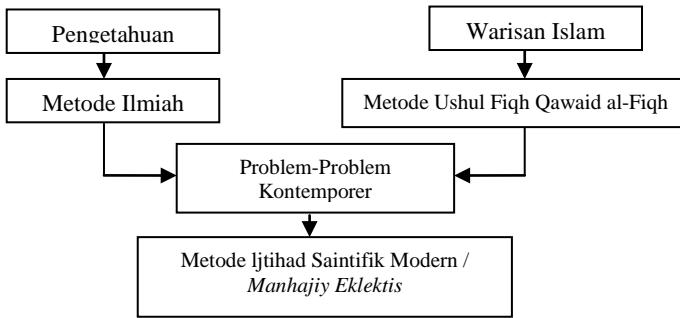 Pengetahuan
Warisan Islam
Metode Ilmiah
Metode Ushul Fiqh Qawaid al-Fiqh
Problem-Problem
Kontemporer
Metode ljtihad Saintifik Modern /
Manhajiy Eklektis